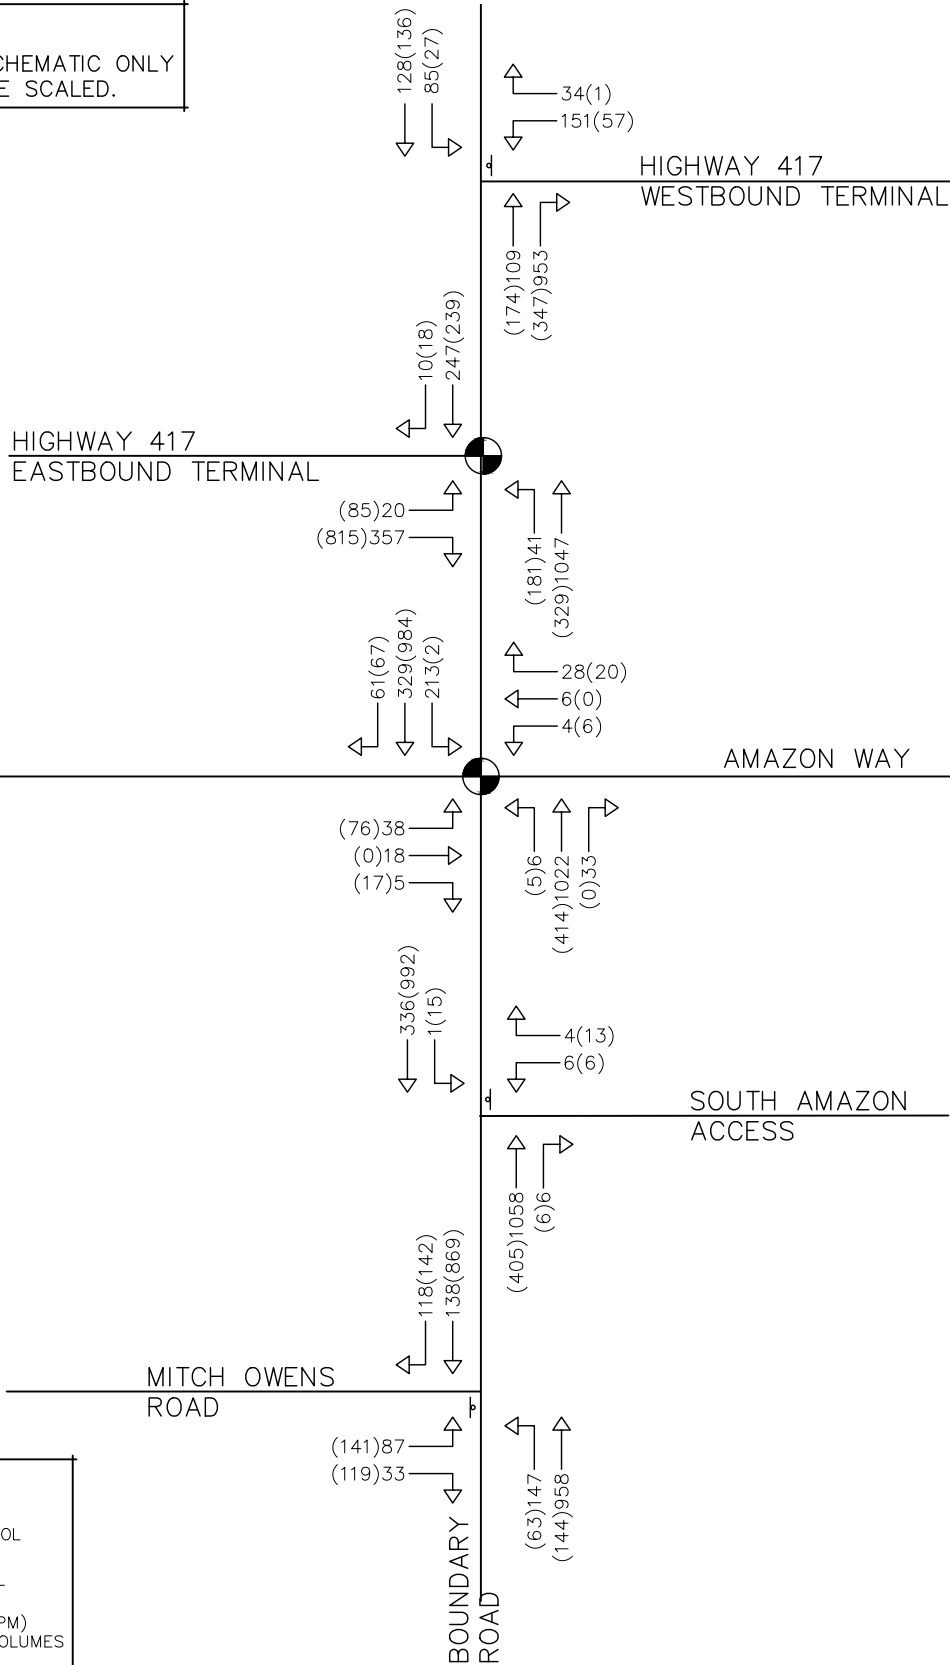 CHEMATIC ONLY
E SCALED.
128(136)
85(27)
34(1)
151(57)
HIGHWAY 417
WESTBOUND TERMINAL
(174)109
(347)953
10(18)
247(239)
HIGHWAY 417
EASTBOUND TERMINAL
(85)20
(815)357
(181)41
(329)1047
61(67)
329(984)
213(2)
28(20)
6(0)
4(6)
AMAZON WAY
(76)38
(0)18
(17)5
(5)6
(414)1022
(0)33
336(992)
1(15)
4(13)
6(6)
SOUTH AMAZON
ACCESS
(405)1058
(6)6
118(142)
138(869)
MITCH OWENS
ROAD
(141)87
(119)33
(63)147
(144)958
BOUNDARY
ROAD
OL
PM)
OLUMES